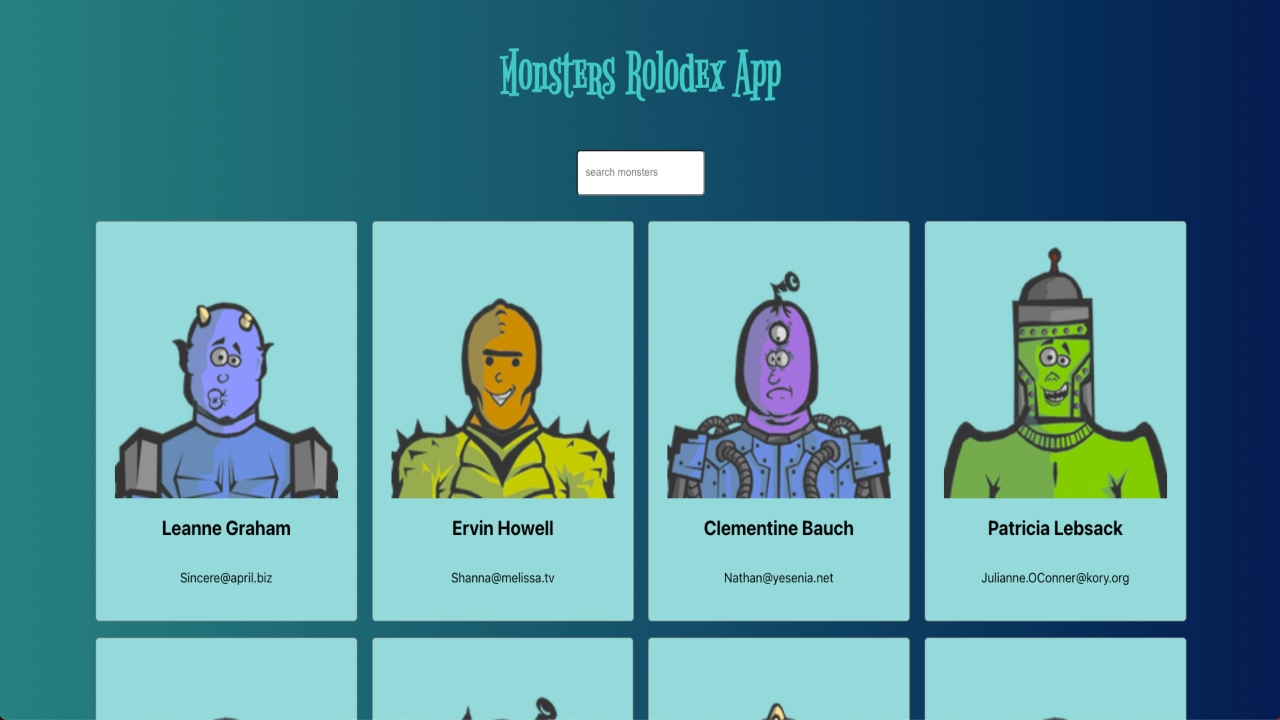 Monsters Rolodex App
search monsters
Leanne Graham
Ervin Howell
Clementine Bauch
Patricia Lebsack
Sincere@april.biz
Shanna@melissa.tv
Nathan@yesenia.net
Julianne.OConner@kory.org